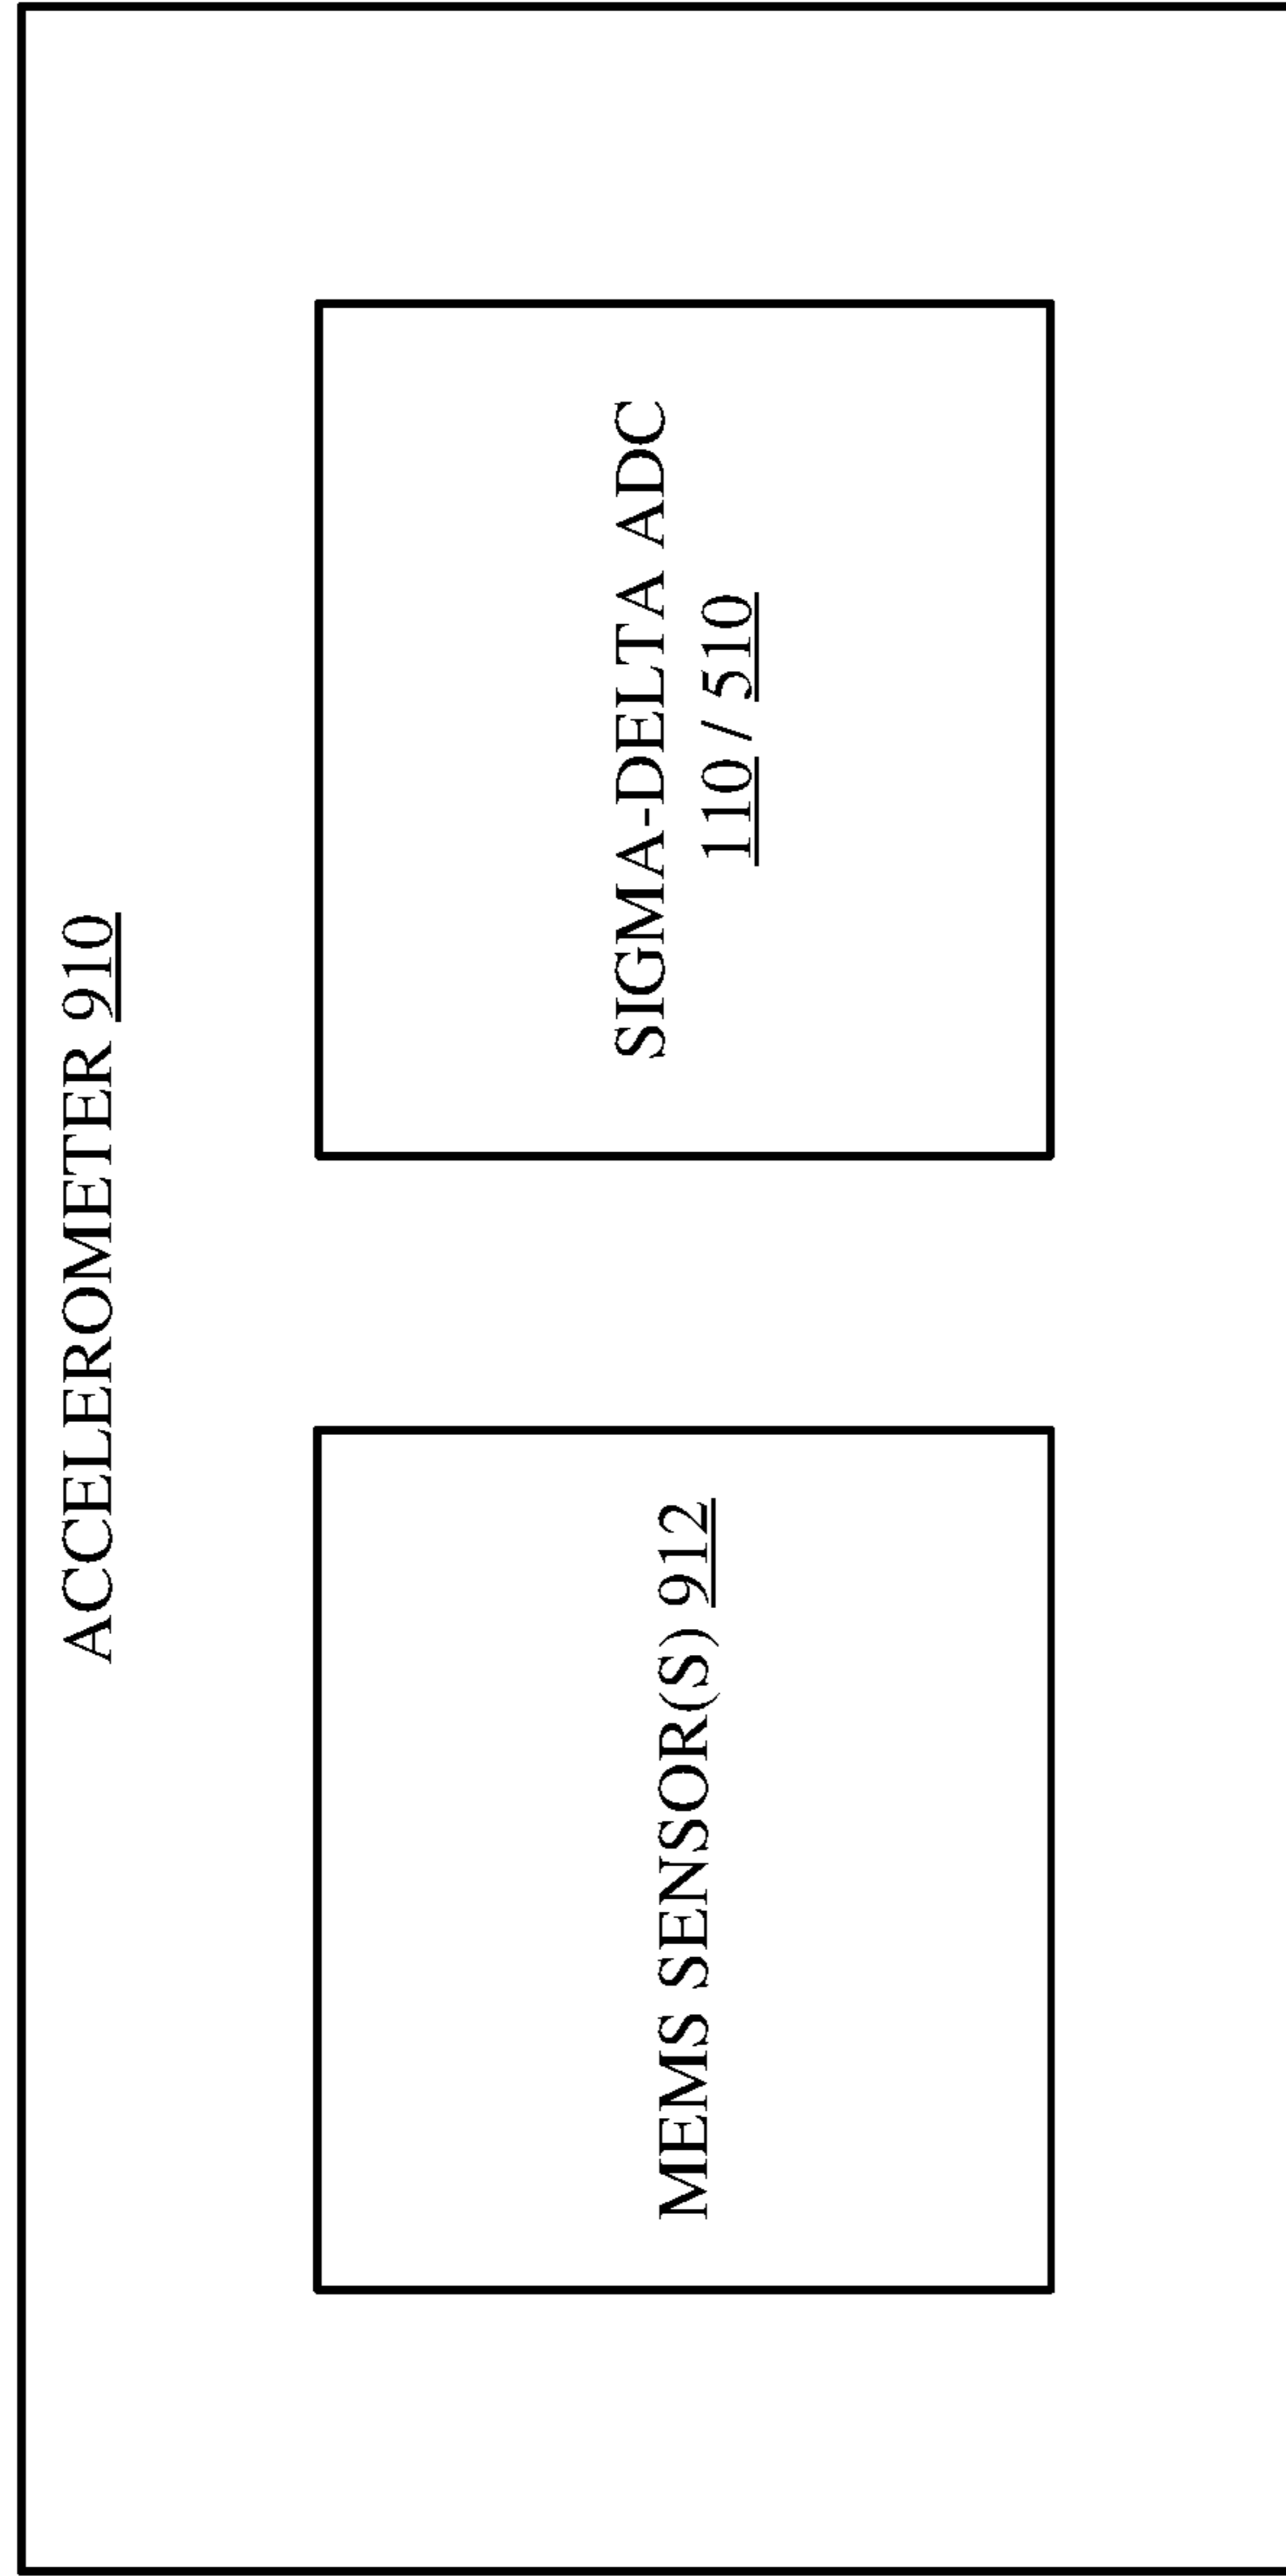 ACCELEROMETER 910
MEMS SENSOR(S) 912
SIGMA-DELTA ADC
110 / 510